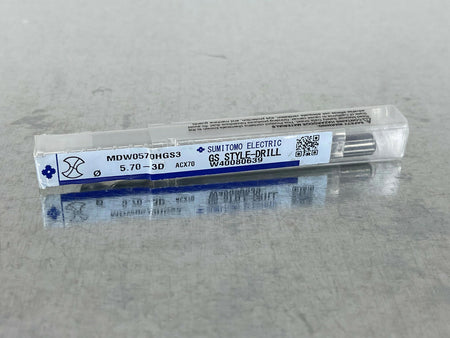 MDW0570HGS3
Ø 5.70-3D ACX70
SUMITOMO ELECTRIC
GS STYLE-DRILL
W40080639